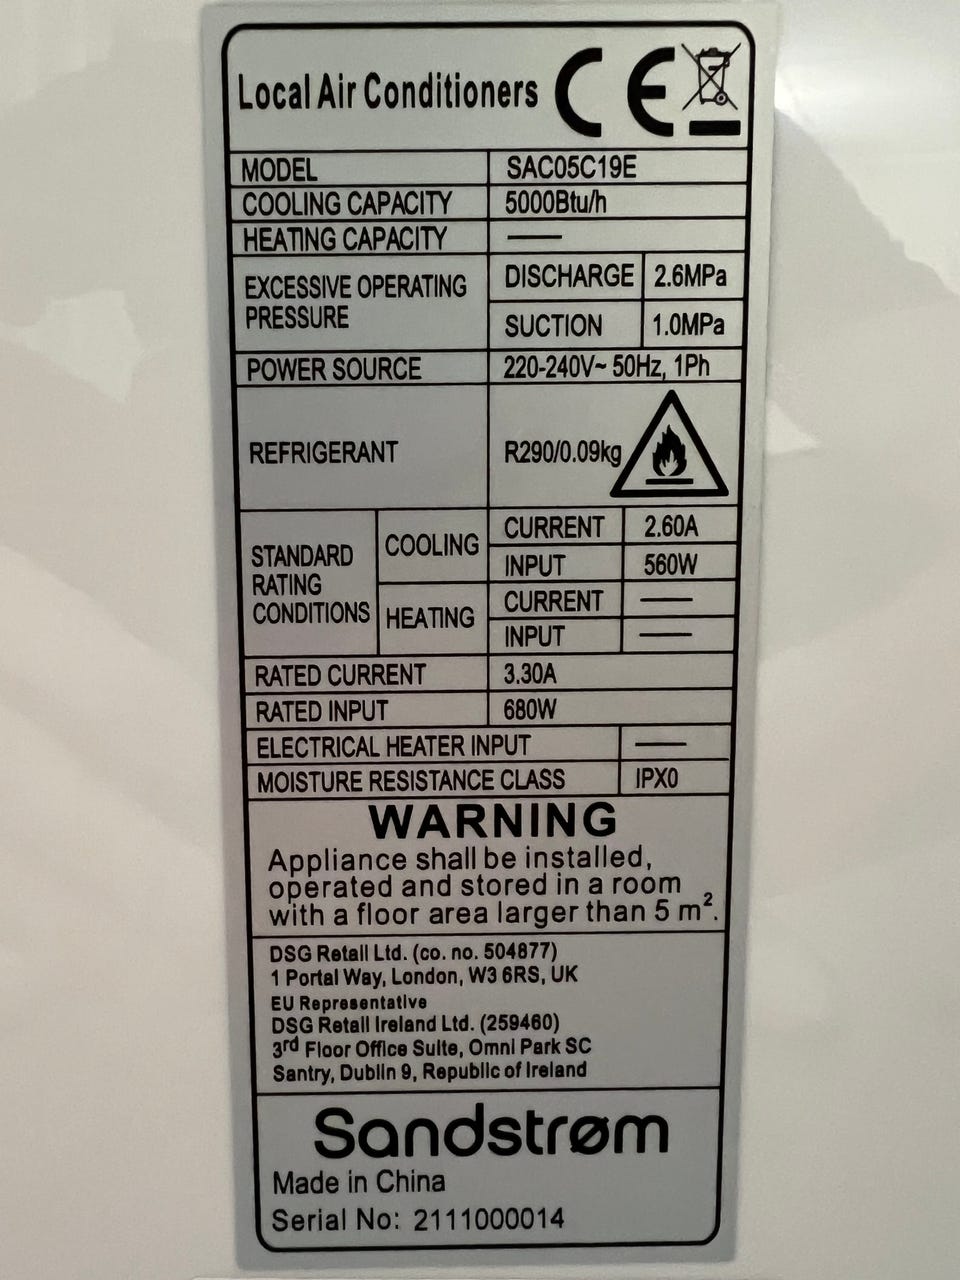 Local Air Conditioners CE
MODEL SAC05C19E
COOLING CAPACITY 5000Btu/h
HEATING CAPACITY ——
EXCESSIVE OPERATING PRESSURE DISCHARGE 2.6MPa
SUCTION 1.0MPa
POWER SOURCE 220-240V~ 50Hz, 1Ph
REFRIGERANT R290/0.09kg
STANDARD RATING CONDITIONS COOLING CURRENT 2.60A
INPUT 560W
HEATING CURRENT ——
INPUT ——
RATED CURRENT 3.30A
RATED INPUT 680W
ELECTRICAL HEATER INPUT ——
MOISTURE RESISTANCE CLASS IPX0
WARNING
Appliance shall be installed,
operated and stored in a room
with a floor area larger than 5 m².
DSG Retail Ltd. (co. no. 504877)
1 Portal Way, London, W3 6RS, UK
EU Representative
DSG Retail Ireland Ltd. (259460)
3rd Floor Office Suite, Omni Park SC
Santry, Dublin 9, Republic of Ireland
Sandstrøm
Made in China
Serial No: 2111000014